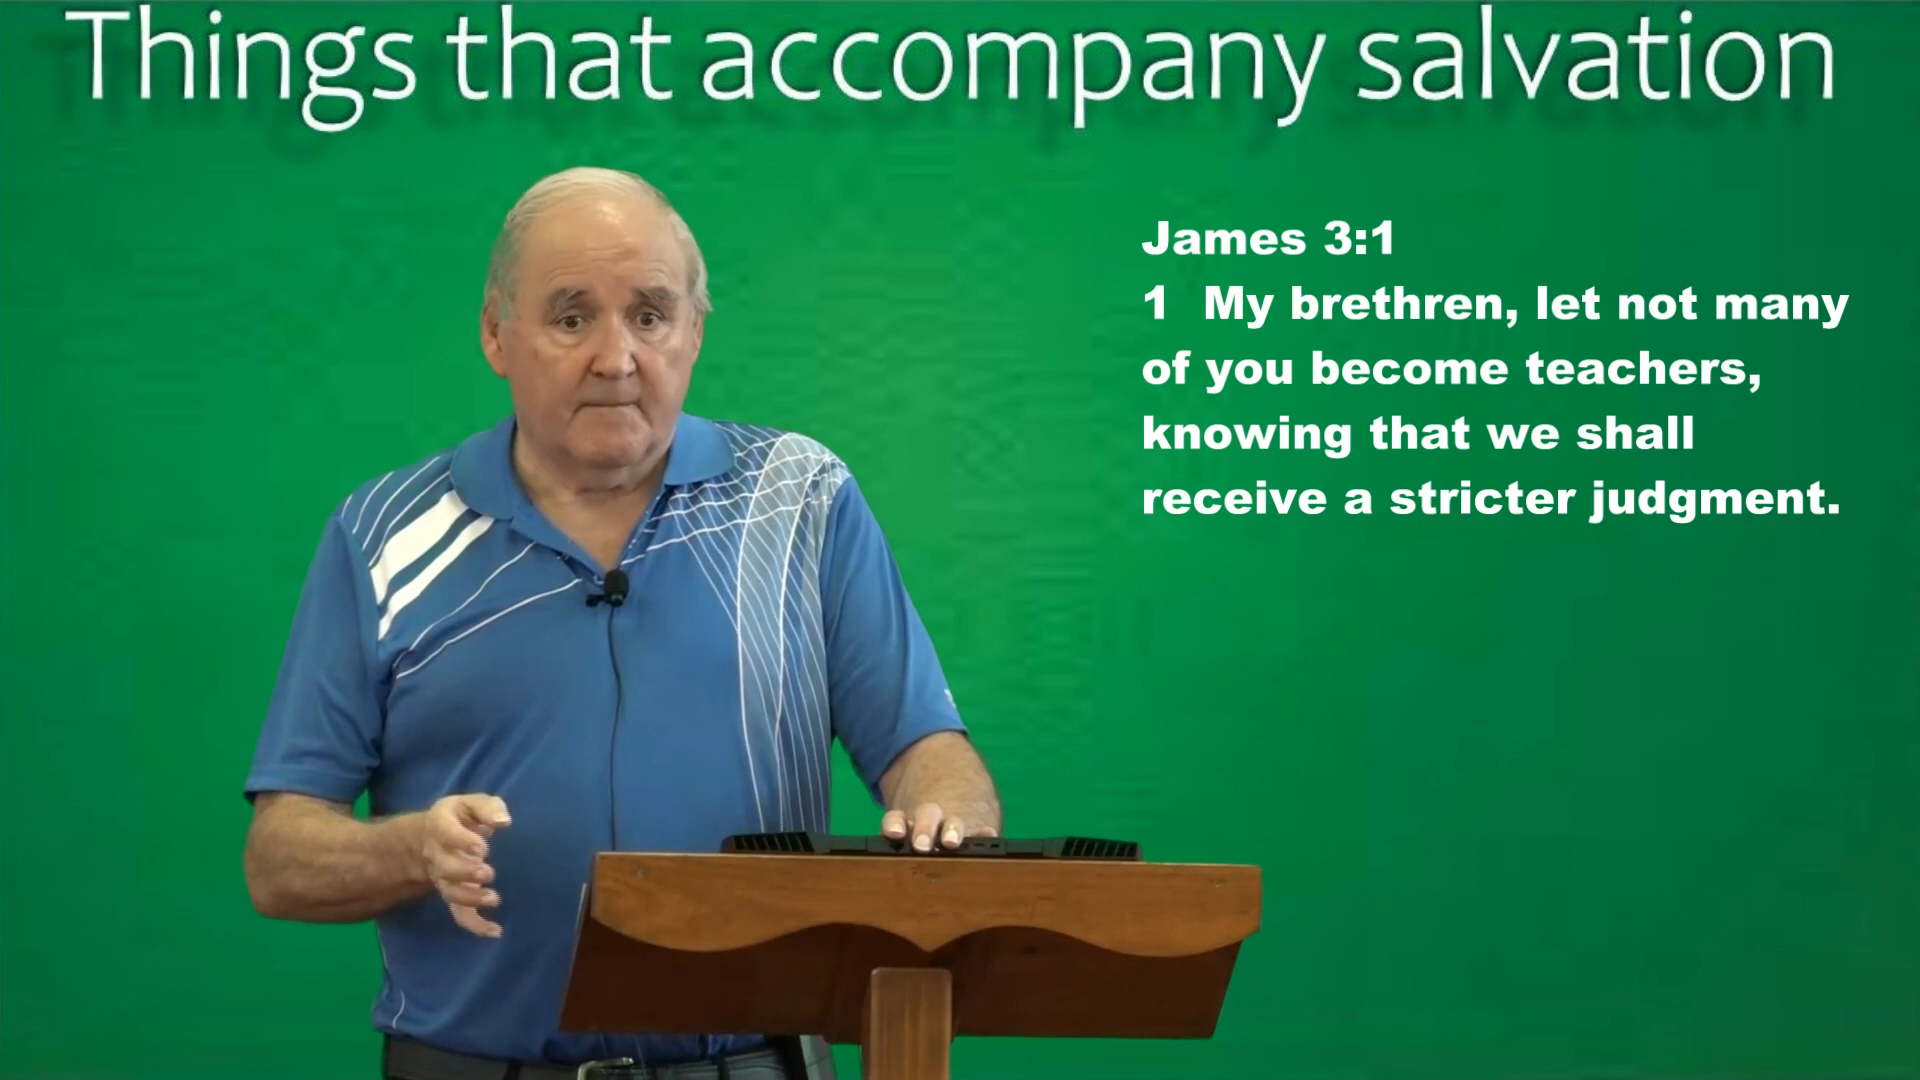 Things that accompany salvation
James 3:1
1 My brethren, let not many
of you become teachers,
knowing that we shall
receive a stricter judgment.